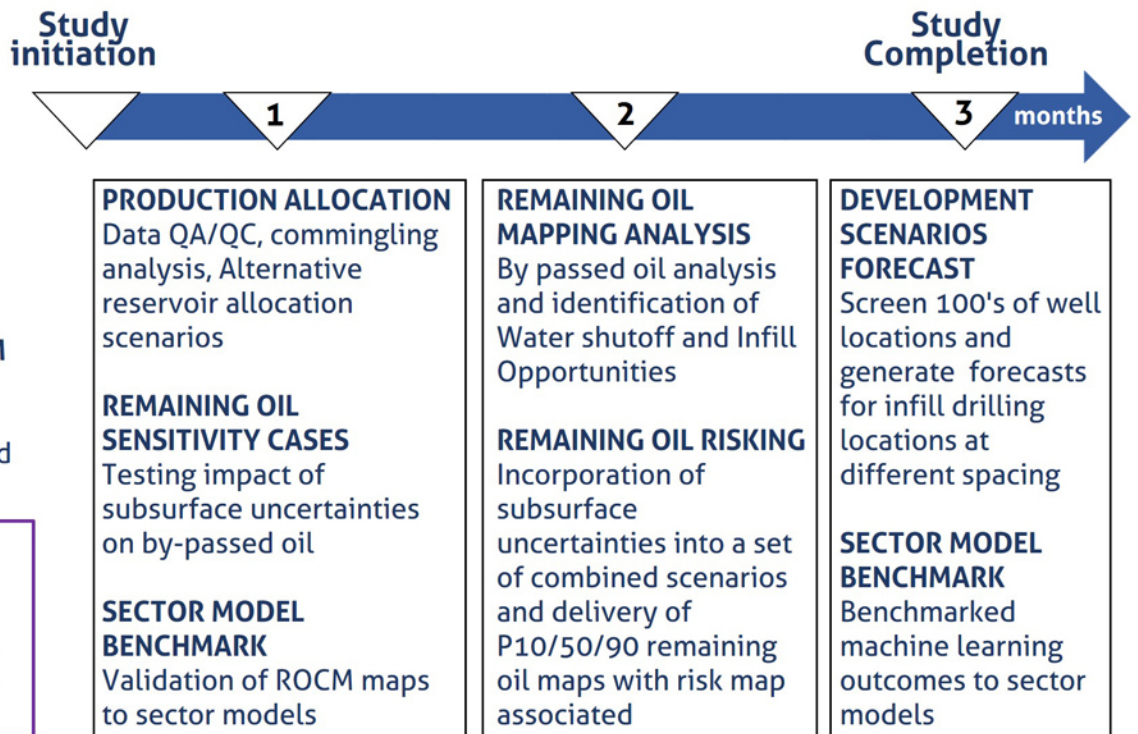 Study
initiation
Study
Completion
1
2
3
months
PRODUCTION ALLOCATION
Data QA/QC, commingling
analysis, Alternative
reservoir allocation
scenarios
REMAINING OIL
SENSITIVITY CASES
Testing impact of
subsurface uncertainties
on by-passed oil
SECTOR MODEL
BENCHMARK
Validation of ROCM maps
to sector models
REMAINING OIL
MAPPING ANALYSIS
By passed oil analysis
and identification of
Water shutoff and Infill
Opportunities
REMAINING OIL RISKING
Incorporation of
subsurface
uncertainties into a set
of combined scenarios
and delivery of
P10/50/90 remaining
oil maps with risk map
associated
DEVELOPMENT
SCENARIOS
FORECAST
Screen 100's of well
locations and
generate forecasts
for infill drilling
locations at
different spacing
SECTOR MODEL
BENCHMARK
Benchmarked
machine learning
outcomes to sector
models